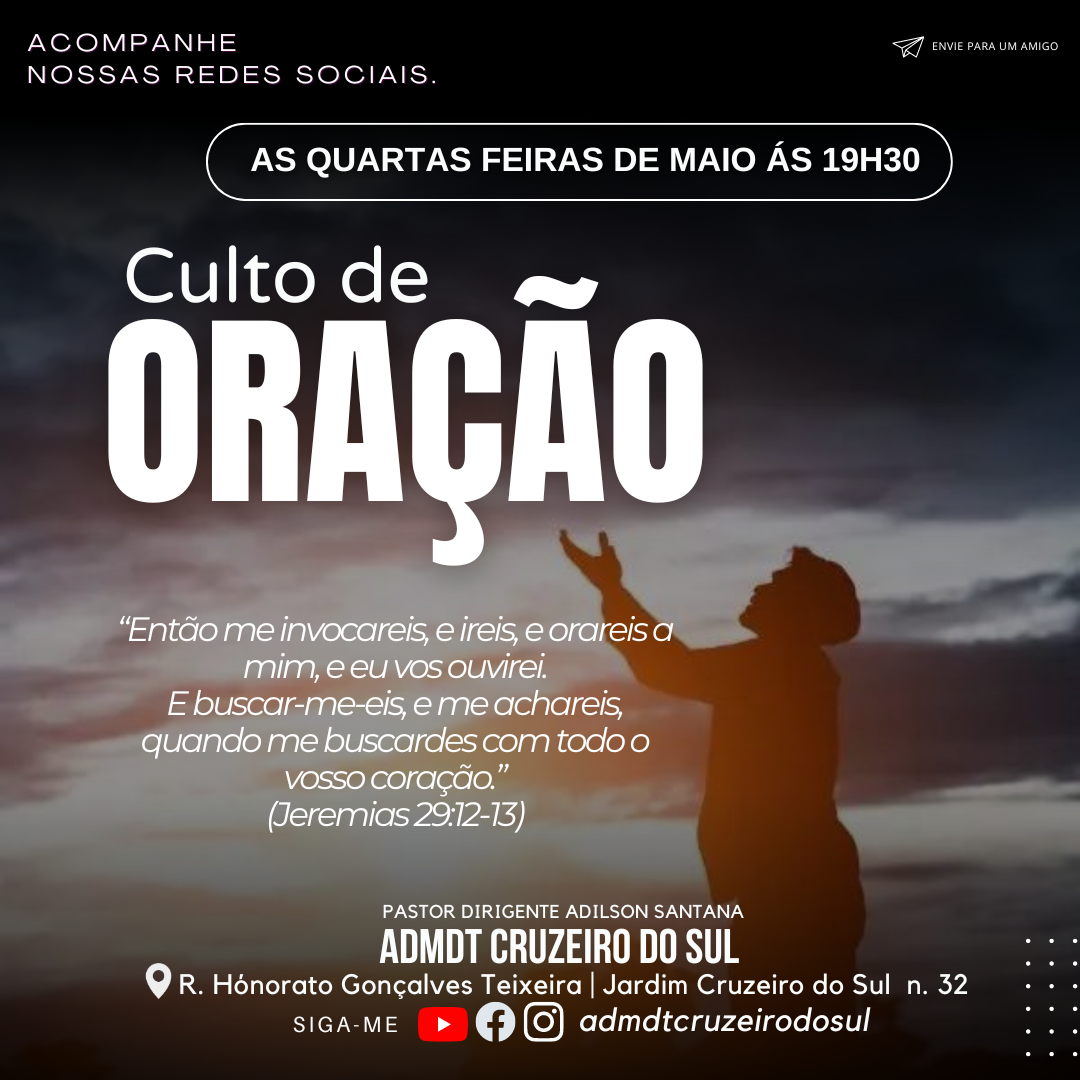 ACOMPANHE
NOSSAS REDES SOCIAIS.
ENVIE PARA UM AMIGO
AS QUARTAS FEIRAS DE MAIO ÁS 19H30
Culto de
ORAÇÃO
“Então me invocareis, e ireis, e orareis a
mim, e eu vos ouvirei.
E buscar-me-eis, e me achareis,
quando me buscardes com todo o
vosso coração.”
(Jeremias 29:12-13)
PASTOR DIRIGENTE ADILSON SANTANA
ADMDT CRUZEIRO DO SUL
R. Hónorato Gonçalves Teixeira | Jardim Cruzeiro do Sul n. 32
SIGA-ME admdtcruzeirodosul